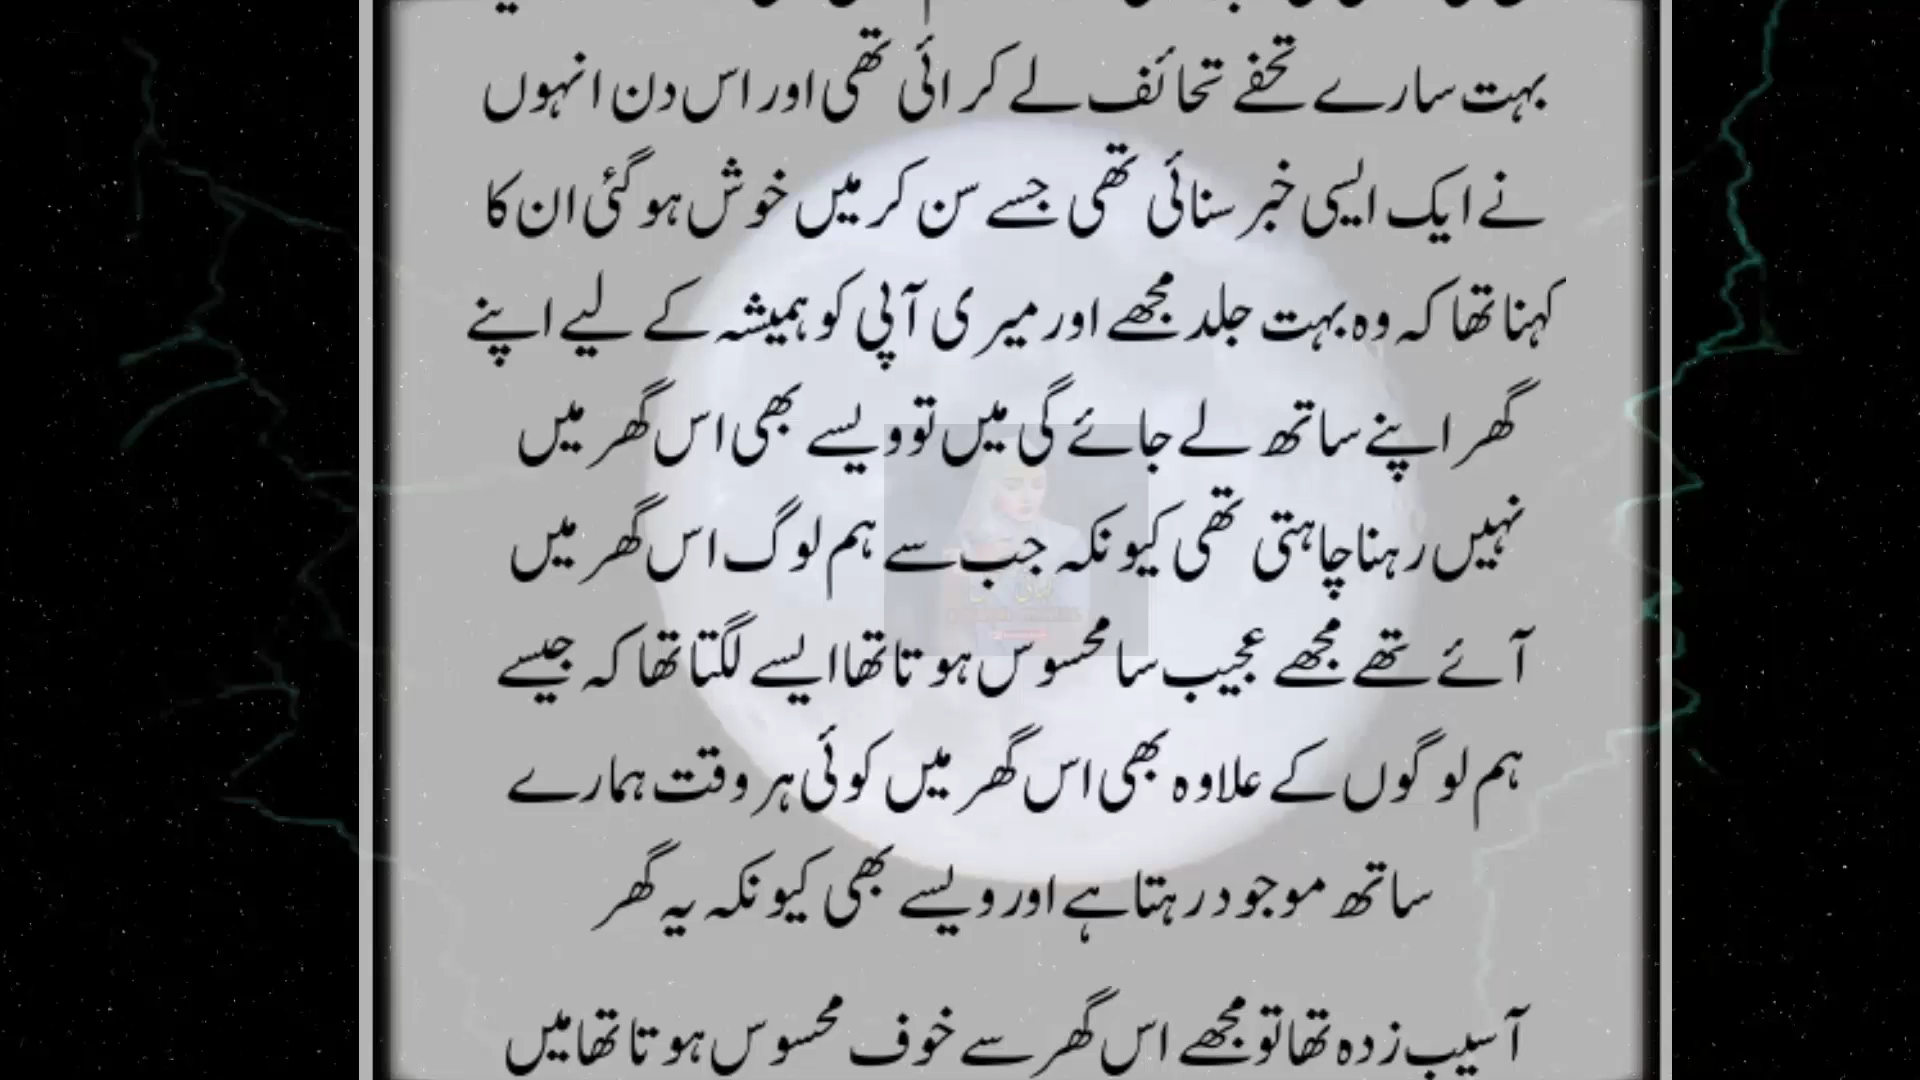 بہت سارے تحفے تحائف لے کر ائی تھی اور اس دن انہوں
نے ایک ایسی خبر سنائی تھی جسے سن کر میں خوش ہو گئی ان کا
کہنا تھا کہ وہ بہت جلد مجھے اور میری آپی کو ہمیشہ کے لیے اپنے
گھر اپنے ساتھ لے جائے گی میں تو ویسے بھی اس گھر میں
نہیں رہنا چاہتی تھی کیونکہ جب سے ہم لوگ اس گھر میں
آئے تھے مجھے عجیب سا محسوس ہوتا تھا ایسے لگتا تھا کہ جیسے
ہم لوگوں کے علاوہ بھی اس گھر میں کوئی ہر وقت ہمارے
ساتھ موجود رہتا ہے اور ویسے بھی کیونکہ یہ گھر
آسیب زدہ تھا تو مجھے اس گھر سے خوف محسوس ہوتا تھا میں